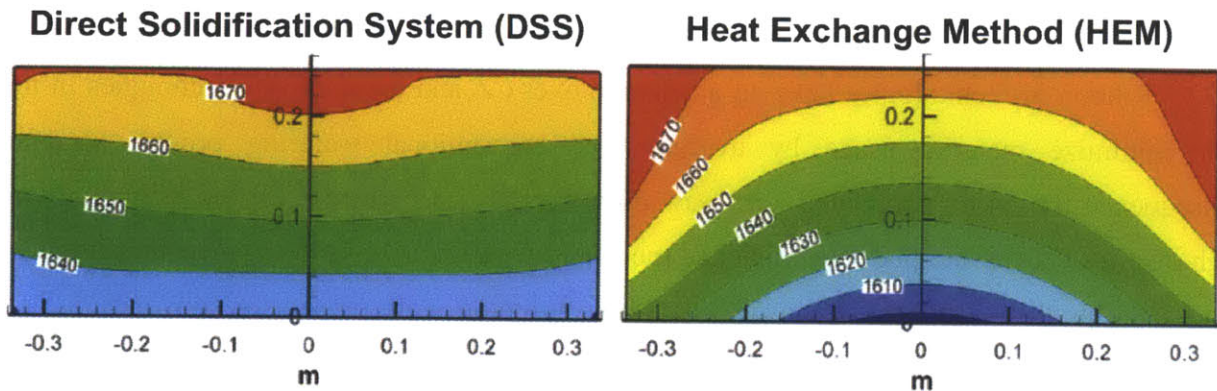 Direct Solidification System (DSS)
1670
0.2
1660
1650
0.1
1640
0
-0.3 -0.2 -0.1 0 0.1 0.2 0.3
m
Heat Exchange Method (HEM)
1670
0.2
1660
1650
1640
0.1
1630
1620
1610
0
-0.3 -0.2 -0.1 0 0.1 0.2 0.3
m